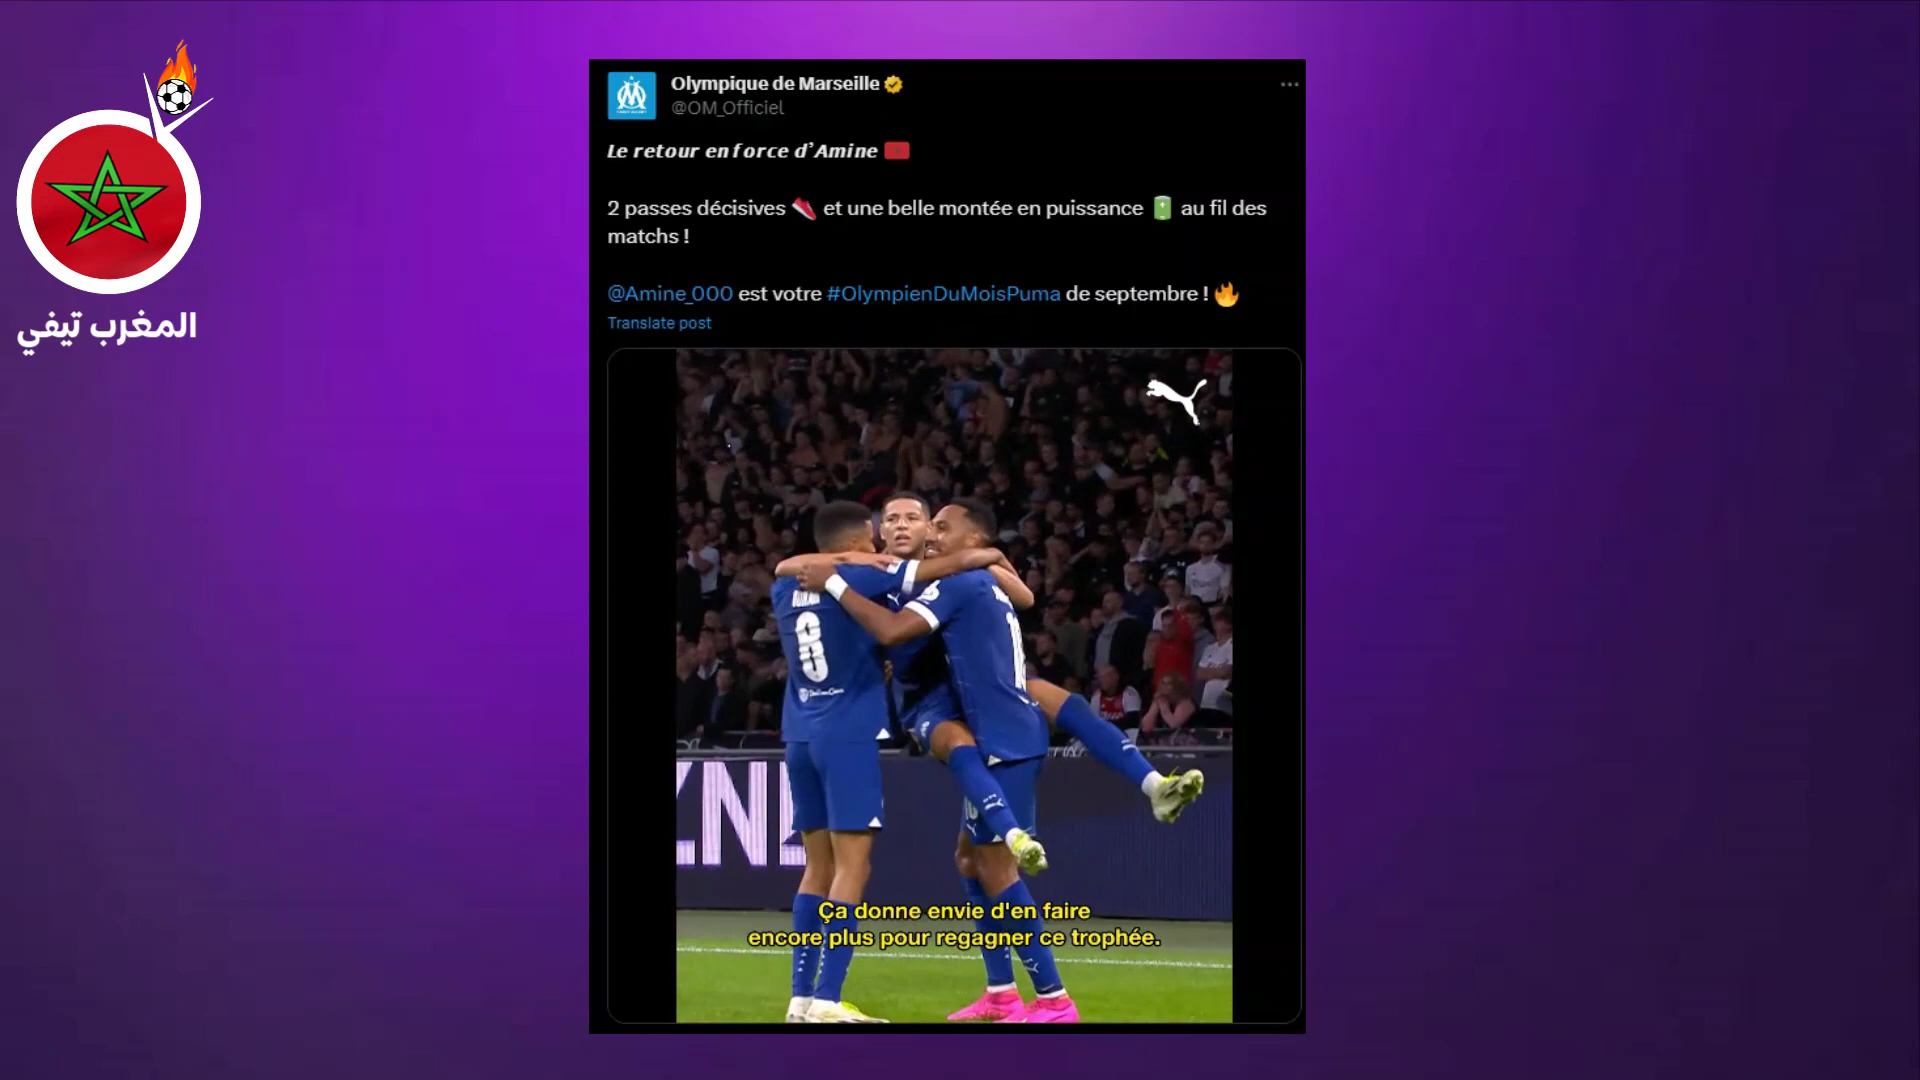 المغرب تيفي
Olympique de Marseille
@OM_Officiel
Le retour en force d'Amine
2 passes décisives et une belle montée en puissance au fil des
matchs !
@Amine_000 est votre #OlympienDuMoisPuma de septembre !
Translate post
8
Ça donne envie d'en faire
encore plus pour regagner ce trophée.